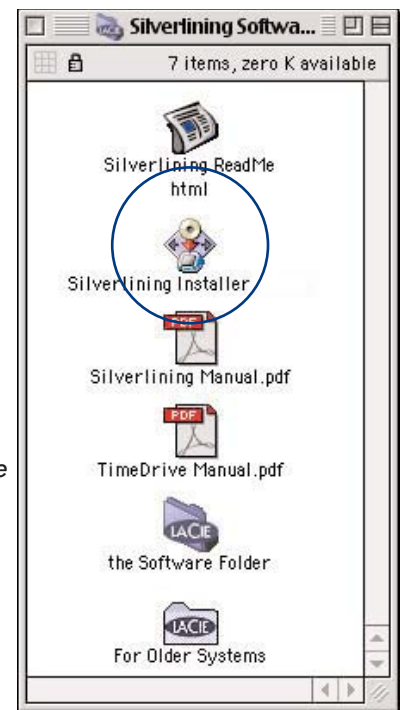 Silverlining Softwa...
7 items, zero K available
Silverlining ReadMe
html
Silverlining Installer
PDF
Silverlining Manual.pdf
PDF
e
TimeDrive Manual.pdf
LACIE
the Software Folder
LACIE
For Older Systems